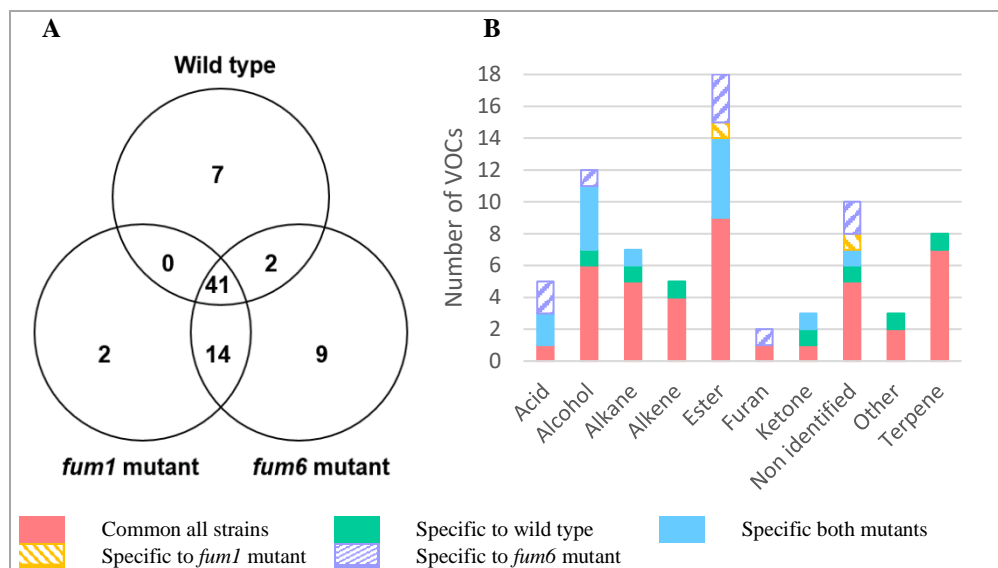 A
Wild type
7
0
2
41
2
14
9
fum1 mutant
fum6 mutant
B
Number of VOCs
18
16
14
12
10
8
6
4
2
0
Acid
Alcohol
Alkane
Alkene
Ester
Furan
Ketone
Non identified
Other
Terpene
Common all strains
Specific to wild type
Specific both mutants
Specific to fum1 mutant
Specific to fum6 mutant